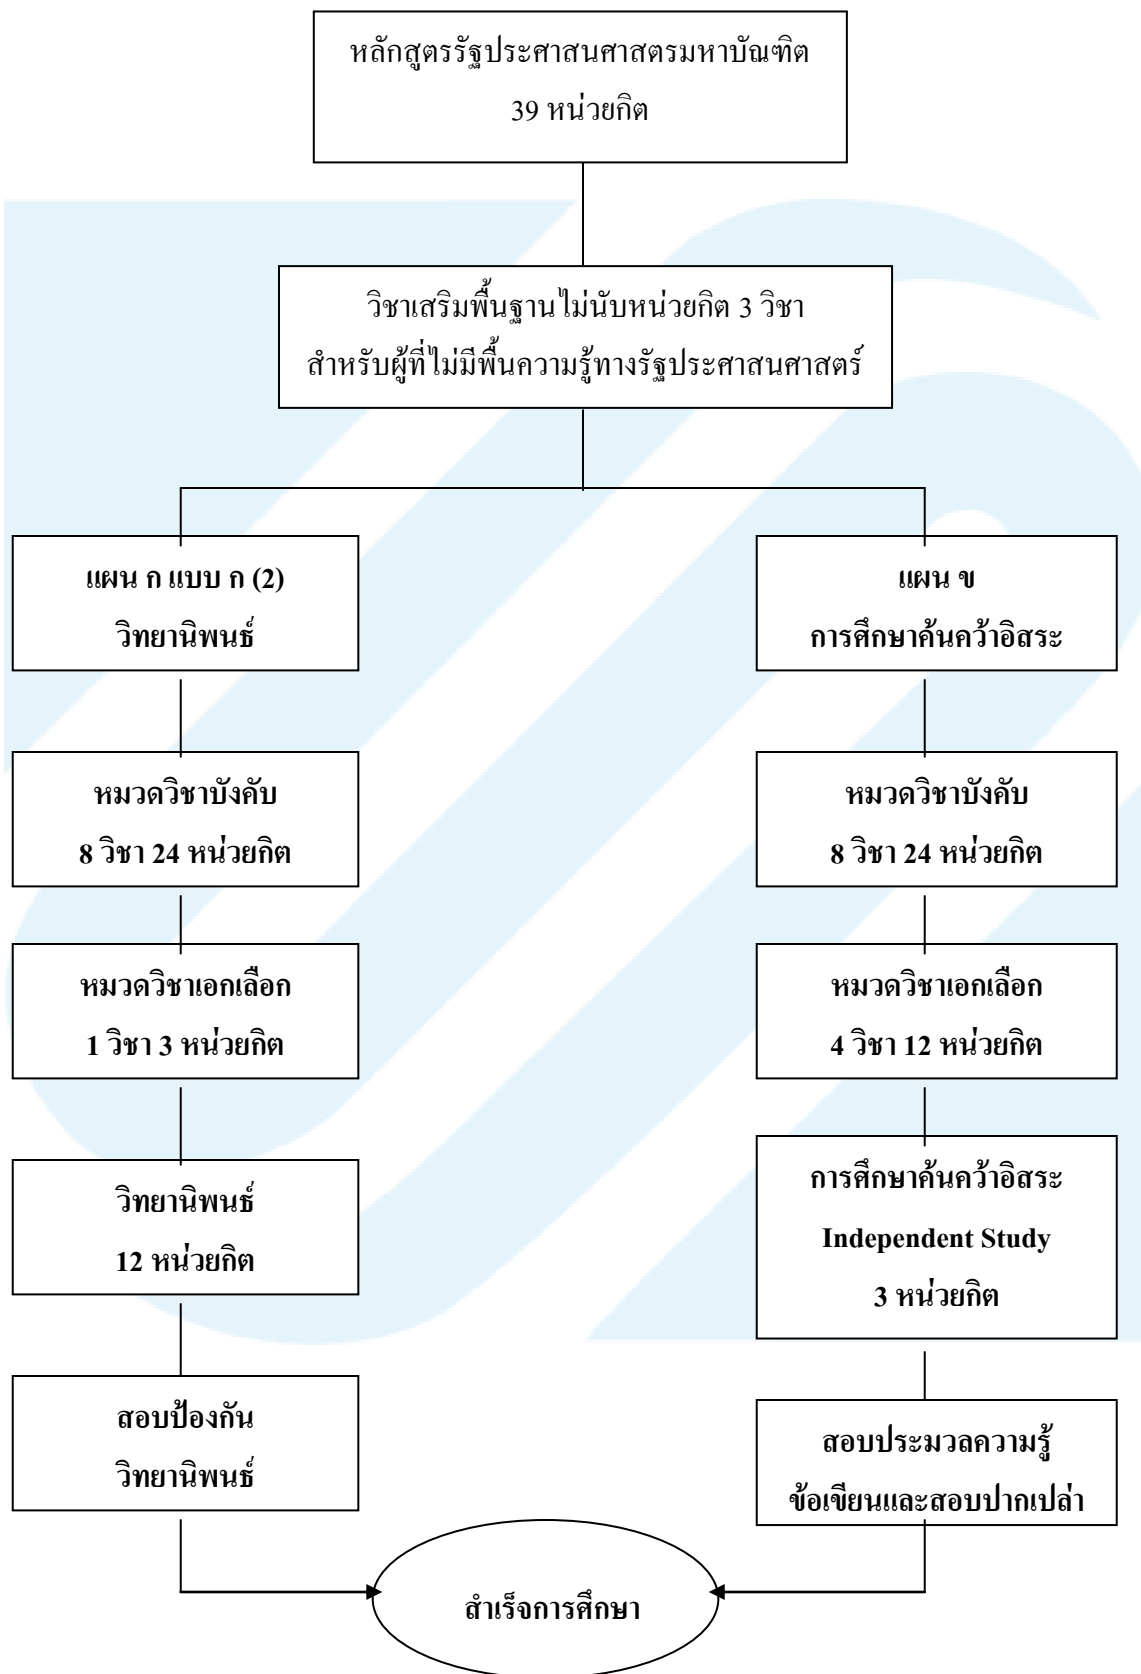 หลักสูตรรัฐประศาสนศาสตรมหาบัณฑิต
39 หน่วยกิต
วิชาเสริมพื้นฐานไม่นับหน่วยกิต 3 วิชา
สำหรับผู้ที่ไม่มีพื้นความรู้ทางรัฐประศาสนศาสตร์
แผน ก แบบ ก (2)
วิทยานิพนธ์
หมวดวิชาบังคับ
8 วิชา 24 หน่วยกิต
หมวดวิชาเอกเลือก
1 วิชา 3 หน่วยกิต
วิทยานิพนธ์
12 หน่วยกิต
สอบป้องกัน
วิทยานิพนธ์
แผน ข
การศึกษาค้นคว้าอิสระ
หมวดวิชาบังคับ
8 วิชา 24 หน่วยกิต
หมวดวิชาเอกเลือก
4 วิชา 12 หน่วยกิต
การศึกษาค้นคว้าอิสระ
Independent Study
3 หน่วยกิต
สอบประมวลความรู้
ข้อเขียนและสอบปากเปล่า
สำเร็จการศึกษา